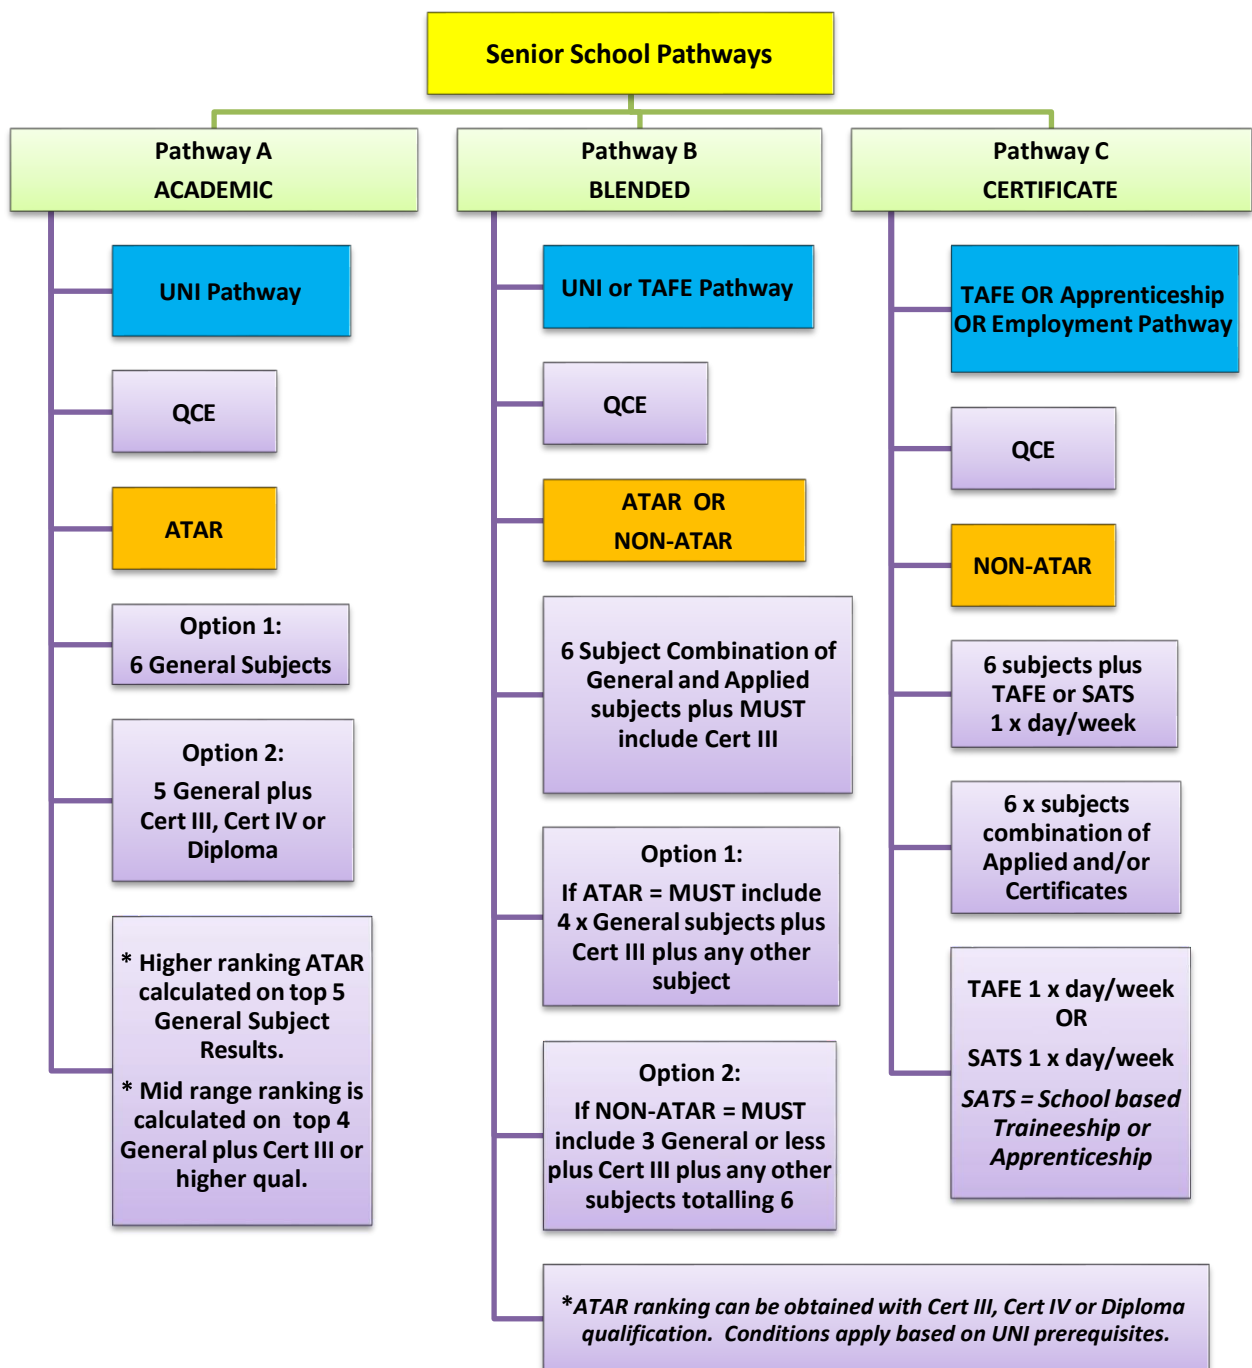 Senior School Pathways
Pathway A
ACADEMIC
UNI Pathway
QCE
ATAR
Option 1:
6 General Subjects
Option 2:
5 General plus
Cert III, Cert IV or
Diploma
* Higher ranking ATAR
calculated on top 5
General Subject
Results.
* Mid range ranking is
calculated on top 4
General plus Cert III or
higher qual.
Pathway B
BLENDED
UNI or TAFE Pathway
QCE
ATAR OR
NON-ATAR
6 Subject Combination of
General and Applied
subjects plus MUST
include Cert III
Option 1:
If ATAR = MUST include
4 x General subjects plus
Cert III plus any other
subject
Option 2:
If NON-ATAR = MUST
include 3 General or less
plus Cert III plus any other
subjects totalling 6
*ATAR ranking can be obtained with Cert III, Cert IV or Diploma
qualification. Conditions apply based on UNI prerequisites.
Pathway C
CERTIFICATE
TAFE OR Apprenticeship
OR Employment Pathway
QCE
NON-ATAR
6 subjects plus
TAFE or SATS
1 x day/week
6 x subjects
combination of
Applied and/or
Certificates
TAFE 1 x day/week
OR
SATS 1 x day/week
SATS = School based
Traineeship or
Apprenticeship